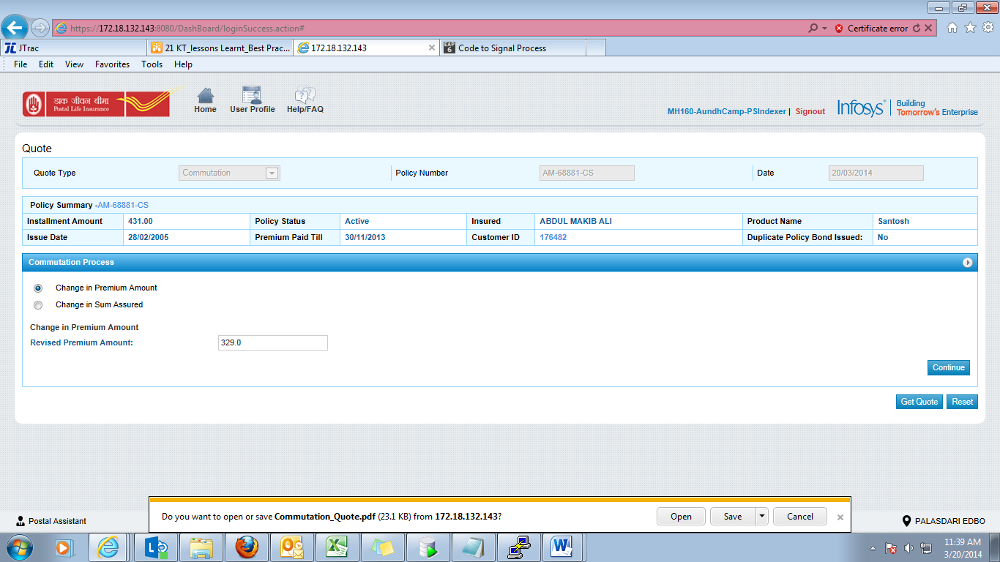 https://172.18.132.143:8080/DashBoard/loginSuccess.action#
Certificate error
JTrac
21 KT_lessons Learnt_Best Prac...
172.18.132.143
CAP 6
Code to Signal Process
File Edit View Favorites Tools Help
डाक जीवन बीमा
Postal Life Insurance
Home
User Profile
Help/FAQ
MH160-AundhCamp-PSIndexer | Signout
Infosys
Building
Tomorrow's Enterprise
Quote
Quote Type Commutation Policy Number AM-68881-CS Date 20/03/2014
Policy Summary -AM-68881-CS
Installment Amount 431.00 Policy Status Active Insured ABDUL MAKIB ALI Product Name Santosh
Issue Date 28/02/2005 Premium Paid Till 30/11/2013 Customer ID 176482 Duplicate Policy Bond Issued: No
Commutation Process
Change in Premium Amount
Change in Sum Assured
Change in Premium Amount
Revised Premium Amount: 329.0
Continue
Get Quote Reset
Do you want to open or save Commutation_Quote.pdf (23.1 KB) from 172.18.132.143? Open Save Cancel
Postal Assistant
PALASDARI EDBO
11:39 AM
3/20/2014